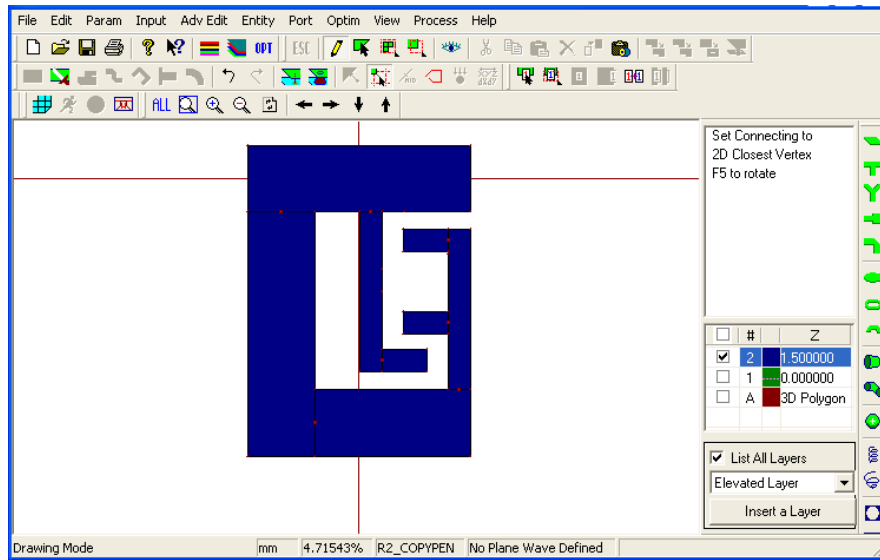 File Edit Param Input Adv Edit Entity Port Optim View Process Help
OPT ESC
MID
ALL
Set Connecting to
2D Closest Vertex
F5 to rotate
# Z
2 1.500000
1 0.000000
A 3D Polygon
List All Layers
Elevated Layer
Insert a Layer
Drawing Mode mm 4.71543% R2_COPYPEN No Plane Wave Defined